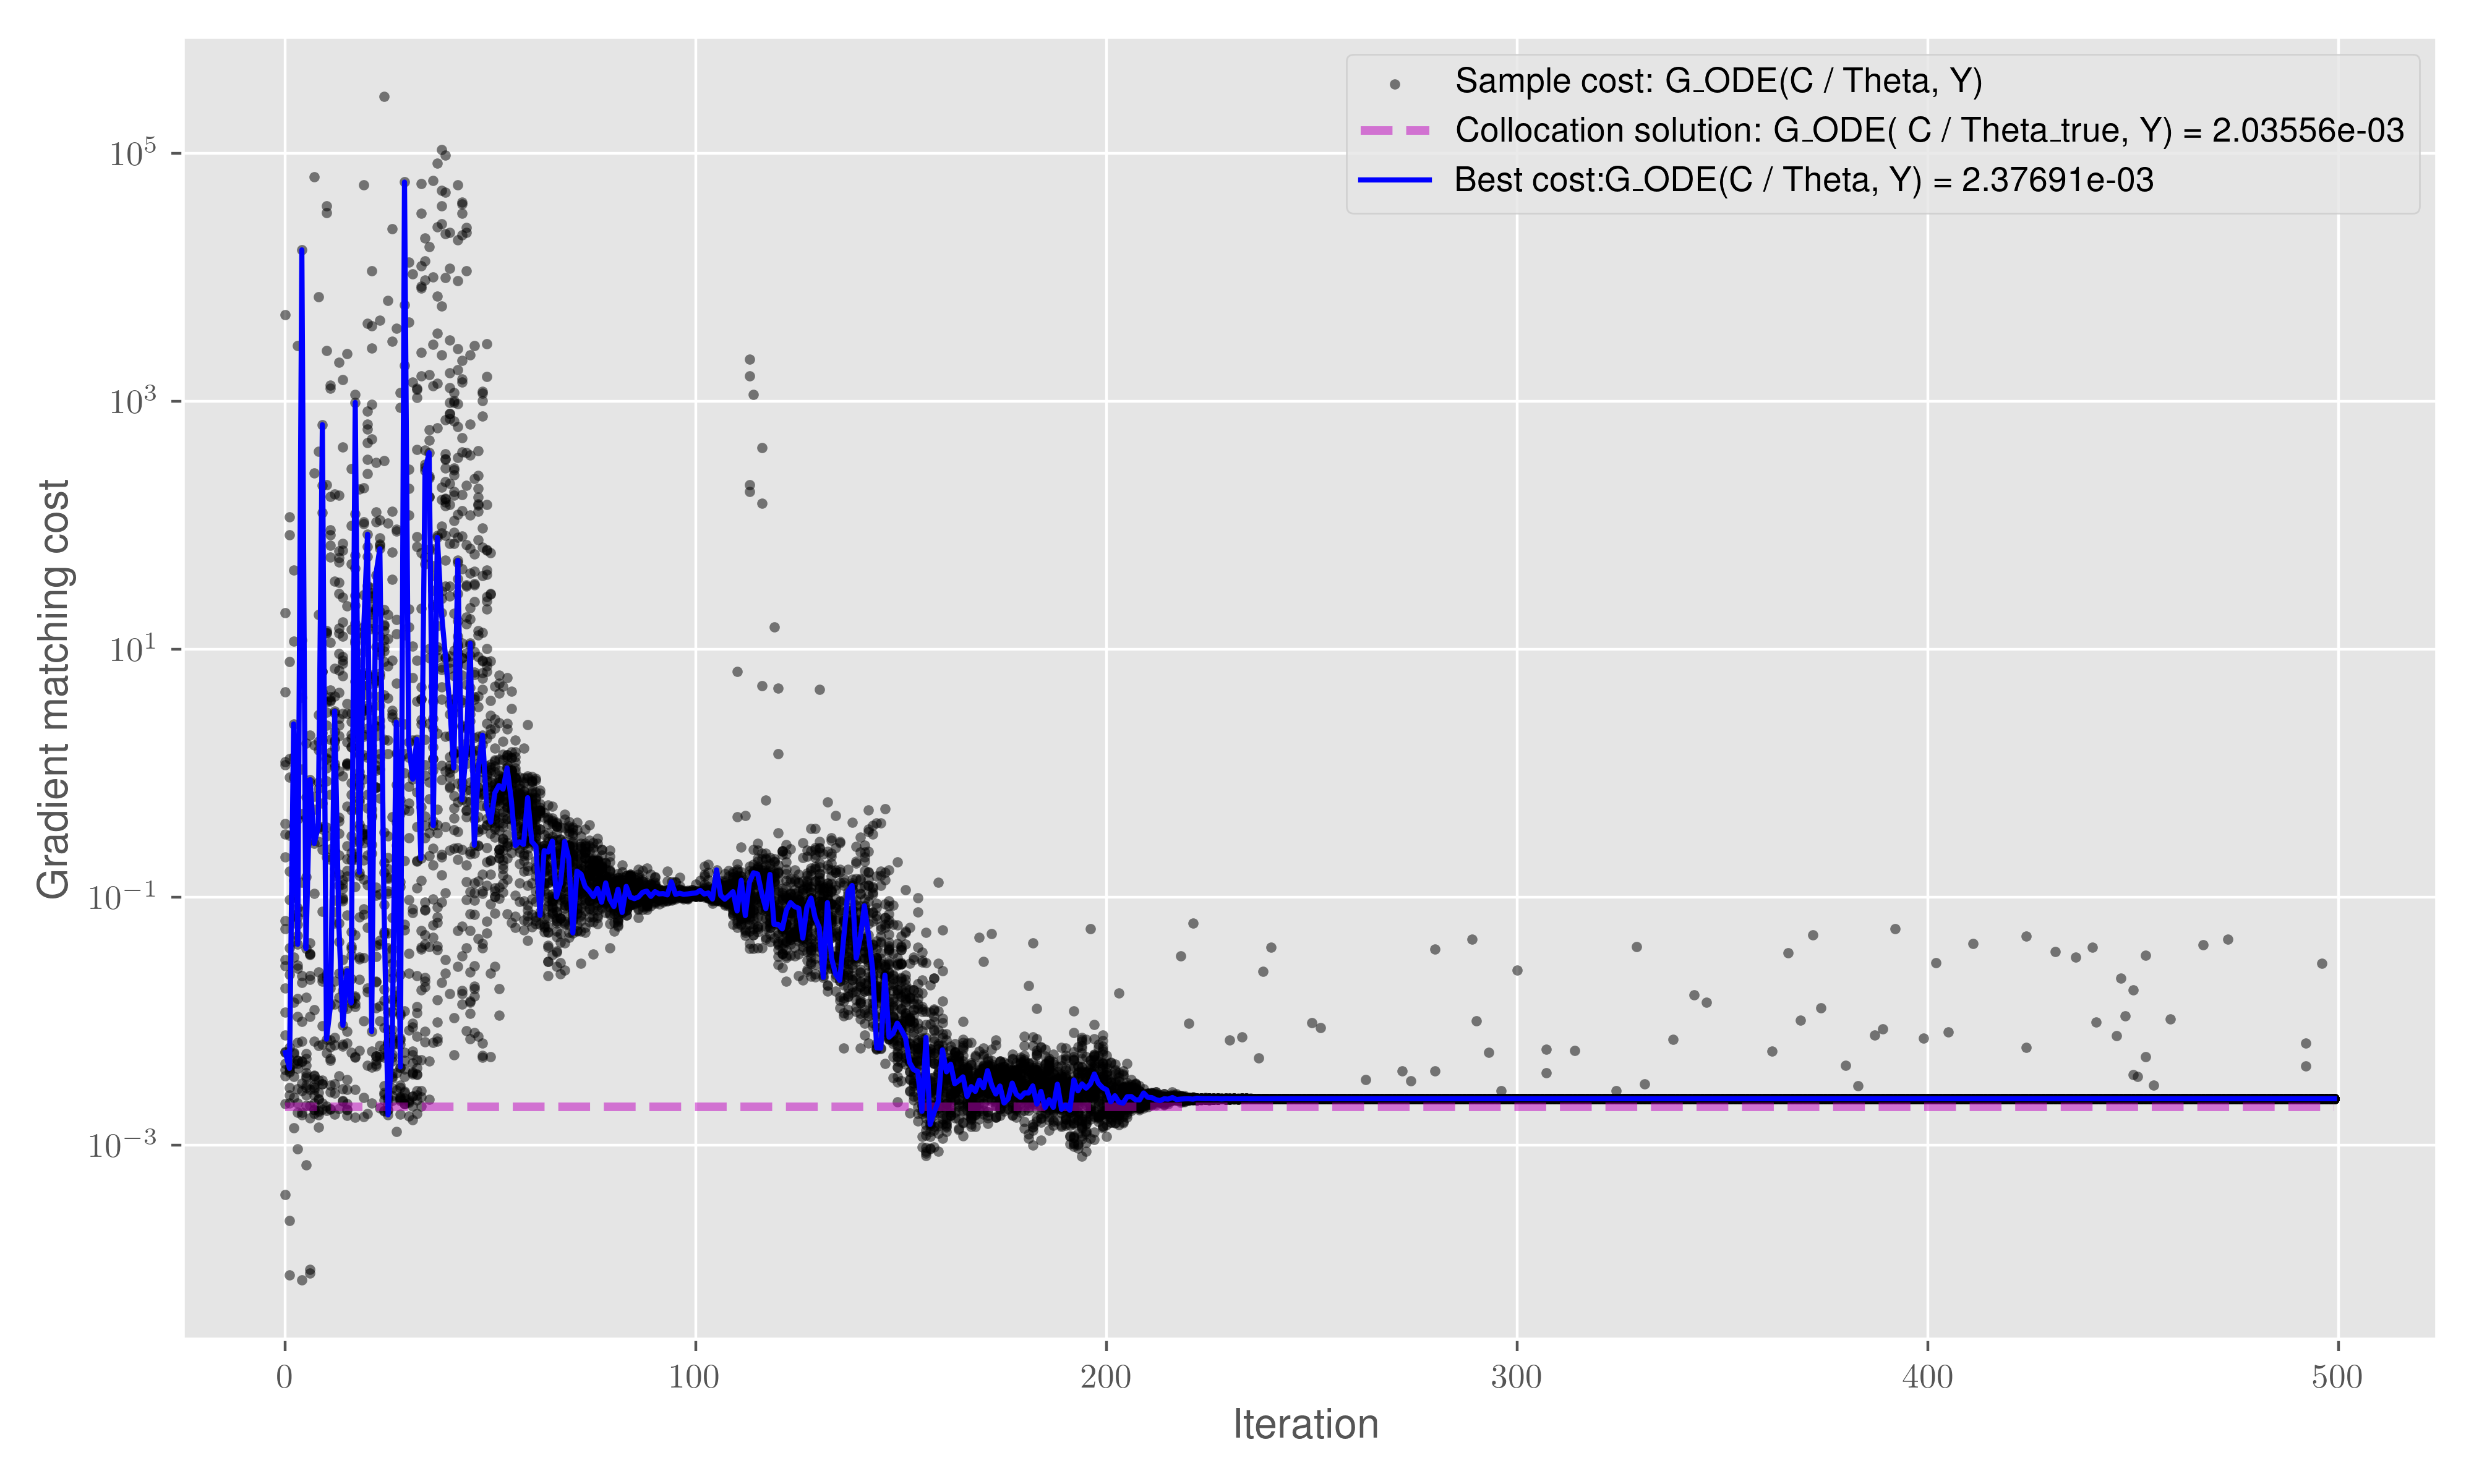 Sample cost: G_ODE(C / Theta, Y)
Collocation solution: G_ODE( C / Theta_true, Y) = 2.03556e-03
Best cost:G_ODE(C / Theta, Y) = 2.37691e-03
Gradient matching cost
10^5
10^3
10^1
10^−1
10^−3
0 100 200 300 400 500
Iteration